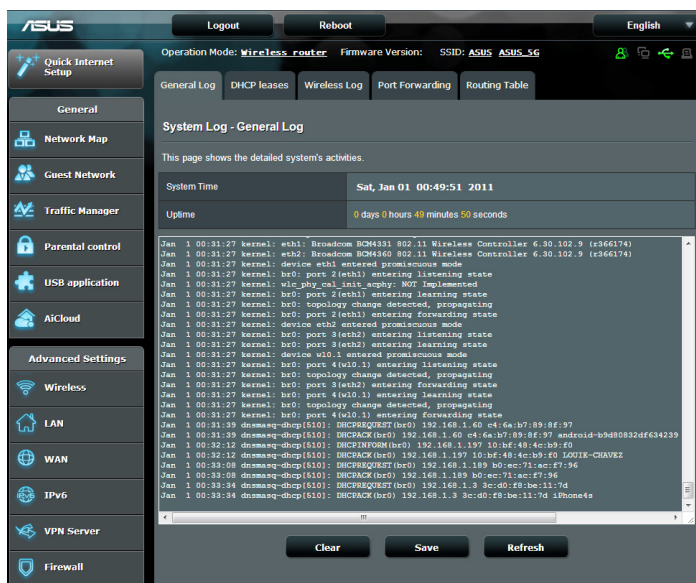 ASUS
Logout
Reboot
English
Quick Internet Setup
Operation Mode: Wireless router Firmware Version: SSID: ASUS ASUS_5G
General Log
DHCP leases
Wireless Log
Port Forwarding
Routing Table
General
Network Map
Guest Network
Traffic Manager
Parental control
USB application
AiCloud
Advanced Settings
Wireless
LAN
WAN
IPv6
VPN Server
Firewall
System Log - General Log
This page shows the detailed system's activities.
System Time Sat, Jan 01 00:49:51 2011
Uptime 0 days 0 hours 49 minutes 50 seconds
Jan 1 00:31:27 kernel: eth1: Broadcom BCM4331 802.11 Wireless Controller 6.30.102.9 (r366174)
Jan 1 00:31:27 kernel: eth2: Broadcom BCM4360 802.11 Wireless Controller 6.30.102.9 (r366174)
Jan 1 00:31:27 kernel: device eth1 entered promiscuous mode
Jan 1 00:31:27 kernel: br0: port 2(eth1) entering listening state
Jan 1 00:31:27 kernel: wlc_phy_cal_init_acphy: NOT Implemented
Jan 1 00:31:27 kernel: br0: port 2(eth1) entering learning state
Jan 1 00:31:27 kernel: br0: topology change detected, propagating
Jan 1 00:31:27 kernel: br0: port 2(eth1) entering forwarding state
Jan 1 00:31:27 kernel: device eth2 entered promiscuous mode
Jan 1 00:31:27 kernel: br0: port 3(eth2) entering listening state
Jan 1 00:31:27 kernel: br0: port 3(eth2) entering learning state
Jan 1 00:31:27 kernel: device wl0.1 entered promiscuous mode
Jan 1 00:31:27 kernel: br0: port 4(wl0.1) entering listening state
Jan 1 00:31:27 kernel: br0: topology change detected, propagating
Jan 1 00:31:27 kernel: br0: port 3(eth2) entering forwarding state
Jan 1 00:31:27 kernel: br0: port 4(wl0.1) entering learning state
Jan 1 00:31:27 kernel: br0: topology change detected, propagating
Jan 1 00:31:27 kernel: br0: port 4(wl0.1) entering forwarding state
Jan 1 00:31:39 dnsmasq-dhcp[510]: DHCPREQUEST(br0) 192.168.1.60 c4:6a:b7:89:8f:97
Jan 1 00:31:39 dnsmasq-dhcp[510]: DHCPACK(br0) 192.168.1.60 c4:6a:b7:89:8f:97 android-b9d80832df634239
Jan 1 00:32:12 dnsmasq-dhcp[510]: DHCPINFORM(br0) 192.168.1.197 10:bf:48:4c:b9:f0
Jan 1 00:32:12 dnsmasq-dhcp[510]: DHCPACK(br0) 192.168.1.197 10:bf:48:4c:b9:f0 LOUIE-CHAVEZ
Jan 1 00:33:08 dnsmasq-dhcp[510]: DHCPREQUEST(br0) 192.168.1.189 b0:ec:71:ac:f7:96
Jan 1 00:33:08 dnsmasq-dhcp[510]: DHCPACK(br0) 192.168.1.189 b0:ec:71:ac:f7:96
Jan 1 00:33:34 dnsmasq-dhcp[510]: DHCPREQUEST(br0) 192.168.1.3 3c:d0:f8:be:11:7d
Jan 1 00:33:34 dnsmasq-dhcp[510]: DHCPACK(br0) 192.168.1.3 3c:d0:f8:be:11:7d iPhone4s
Clear
Save
Refresh